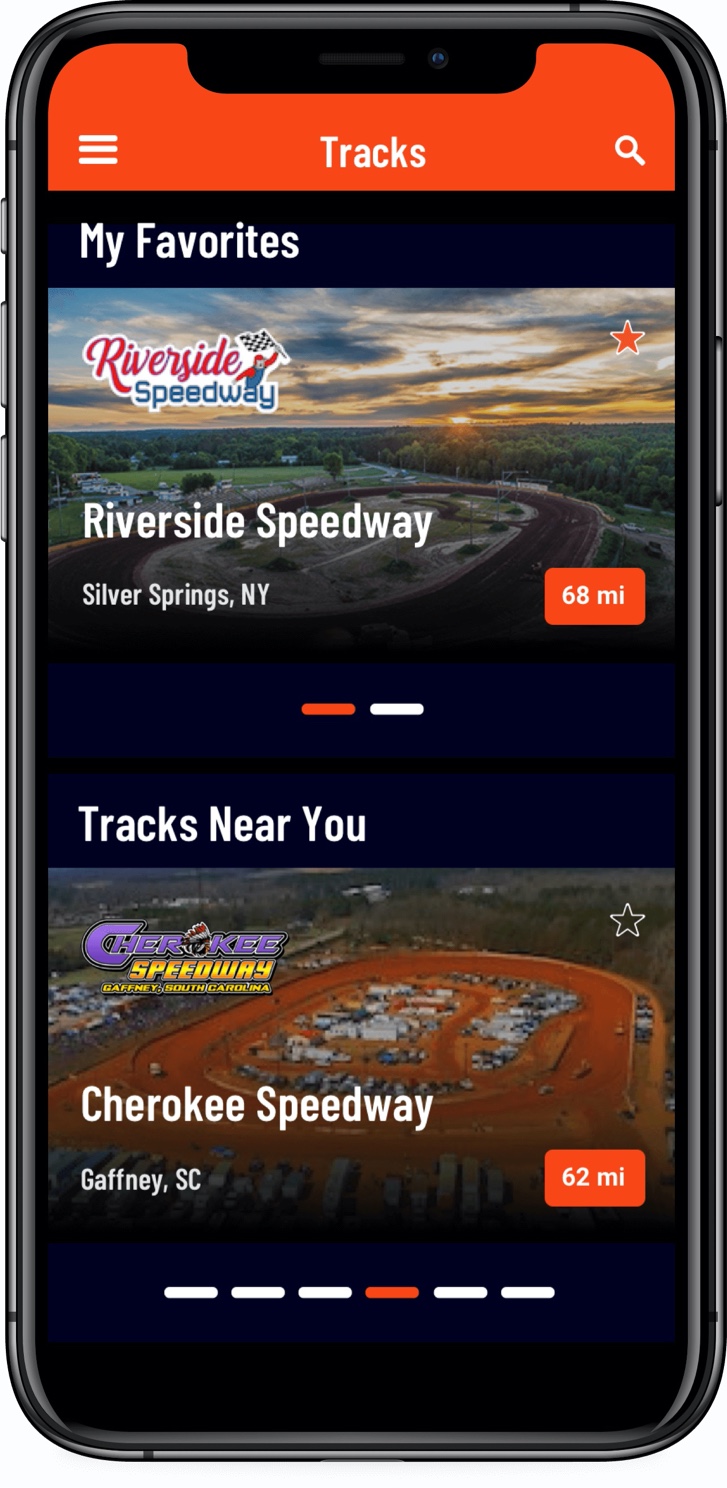 Tracks
My Favorites
Riverside
Speedway
Riverside Speedway
Silver Springs, NY
68 mi
Tracks Near You
CHEROKEE
SPEEDWAY
GAFFNEY, SOUTH CAROLINA
Cherokee Speedway
Gaffney, SC
62 mi